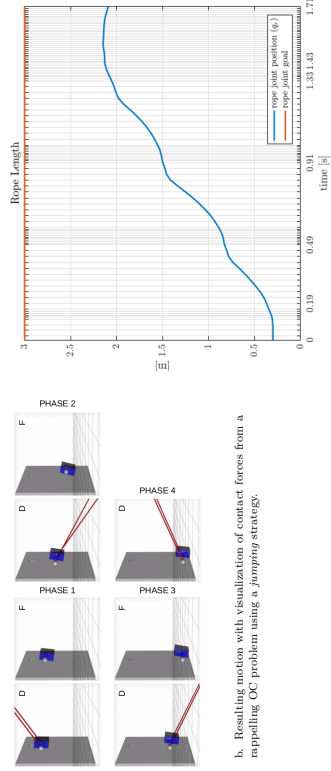 PHASE 1
PHASE 2
D
F
D
F
PHASE 3
PHASE 4
D
F
D
b. Resulting motion with visualization of contact forces from a
rappelling OC problem using a jumping strategy.
Rope Length
3
2.5
2
1.5
1
0.5
0
[m]
0 0.19 0.49 0.91 1.33 1.43 1.71
time [s]
rope joint position (qr)
rope joint goal